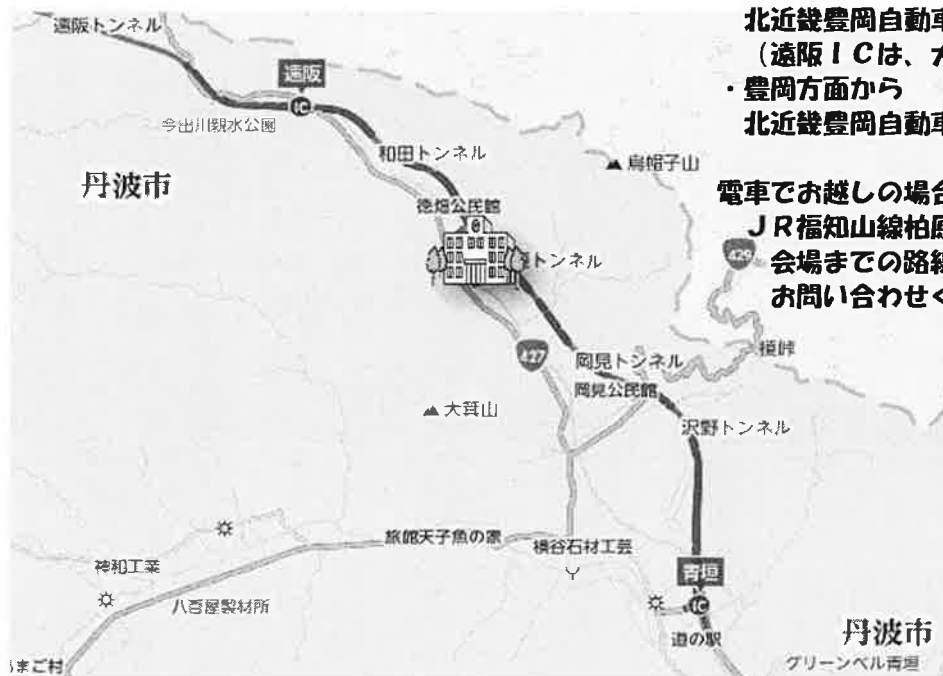 遠阪トンネル
遠阪
IC
今出川親水公園
和田トンネル
烏帽子山
丹波市
徳畑公民館
トンネル
427
429
榎峠
岡見トンネル
岡見公民館
大箕山
沢野トンネル
旅館天子魚の家
横谷石材工芸
神和工業
八百屋製材所
青垣
IC
道の駅
丹波市
グリーンベル青垣
まご村
北近畿豊岡自動車
(遠阪ICは、
・豊岡方面から
北近畿豊岡自動車
電車でお越しの場合
JR福知山線柏原
会場までの路線
お問い合わせ